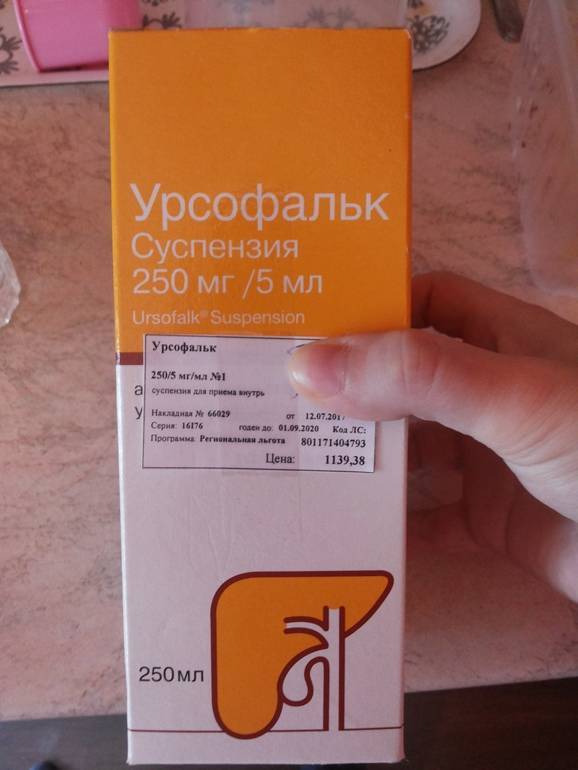 Урсофальк
Суспензия
250 мг /5 мл
Ursofalk® Suspension
Урсофальк
250/5 мг/мл №1
суспензия для приема внутрь
Накладная № 66029 от 12.07.2017
Серия: 16176 годен до: 01.09.2020 Код ЛС:
Программа: Региональная льгота 801171404793
Цена: 1139,38
250 мл